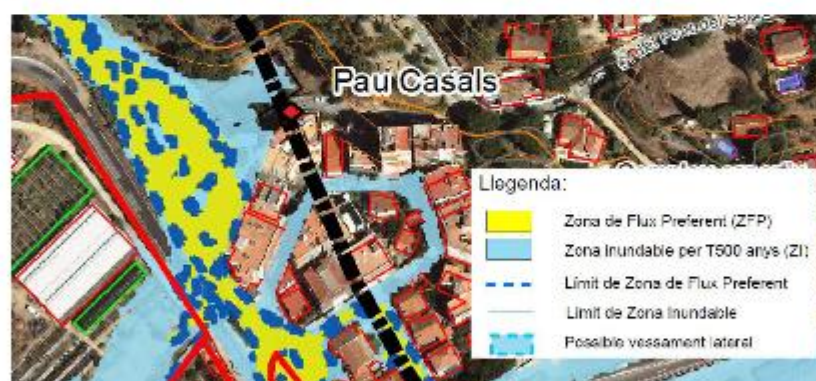 Pau Casals
Llegenda:
Zona de Flux Preferent (ZFP)
Zona Inundable per T500 anys (ZI)
Límit de Zona de Flux Preferent
Límit de Zona Inundable
Possible vessament lateral